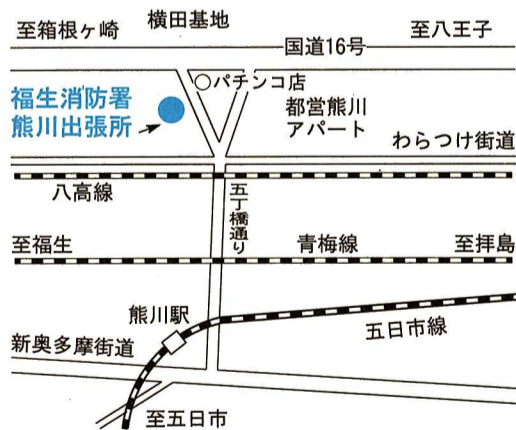 横田基地
至箱根ヶ崎
至八王子
国道16号
パチンコ店
福生消防署
熊川出張所
都営熊川
アパート
わらつけ街道
八高線
五丁橋通り
至福生
青梅線
至拝島
熊川駅
五日市線
新奥多摩街道
至五日市